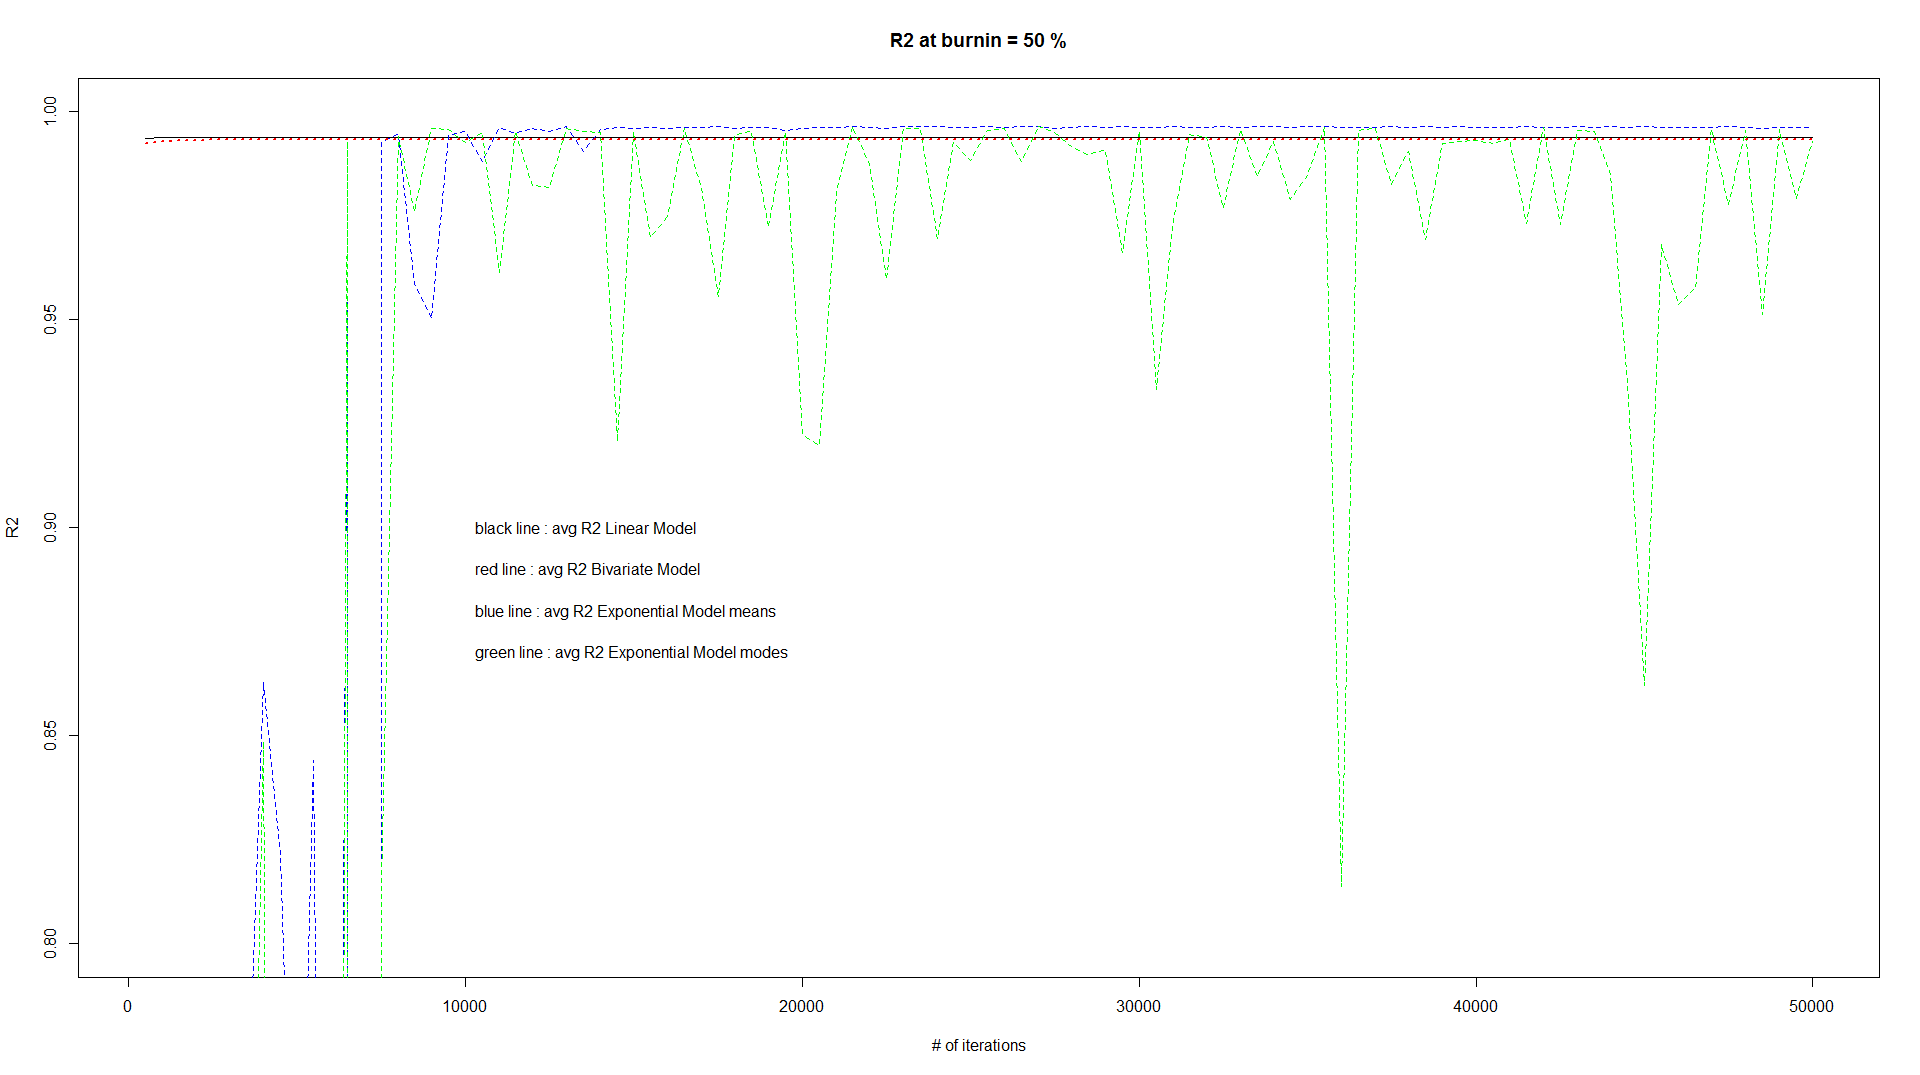 R2 at burnin = 50 %
1.00
0.95
0.90
0.85
0.80
R2
black line : avg R2 Linear Model
red line : avg R2 Bivariate Model
blue line : avg R2 Exponential Model means
green line : avg R2 Exponential Model modes
0 10000 20000 30000 40000 50000
# of iterations